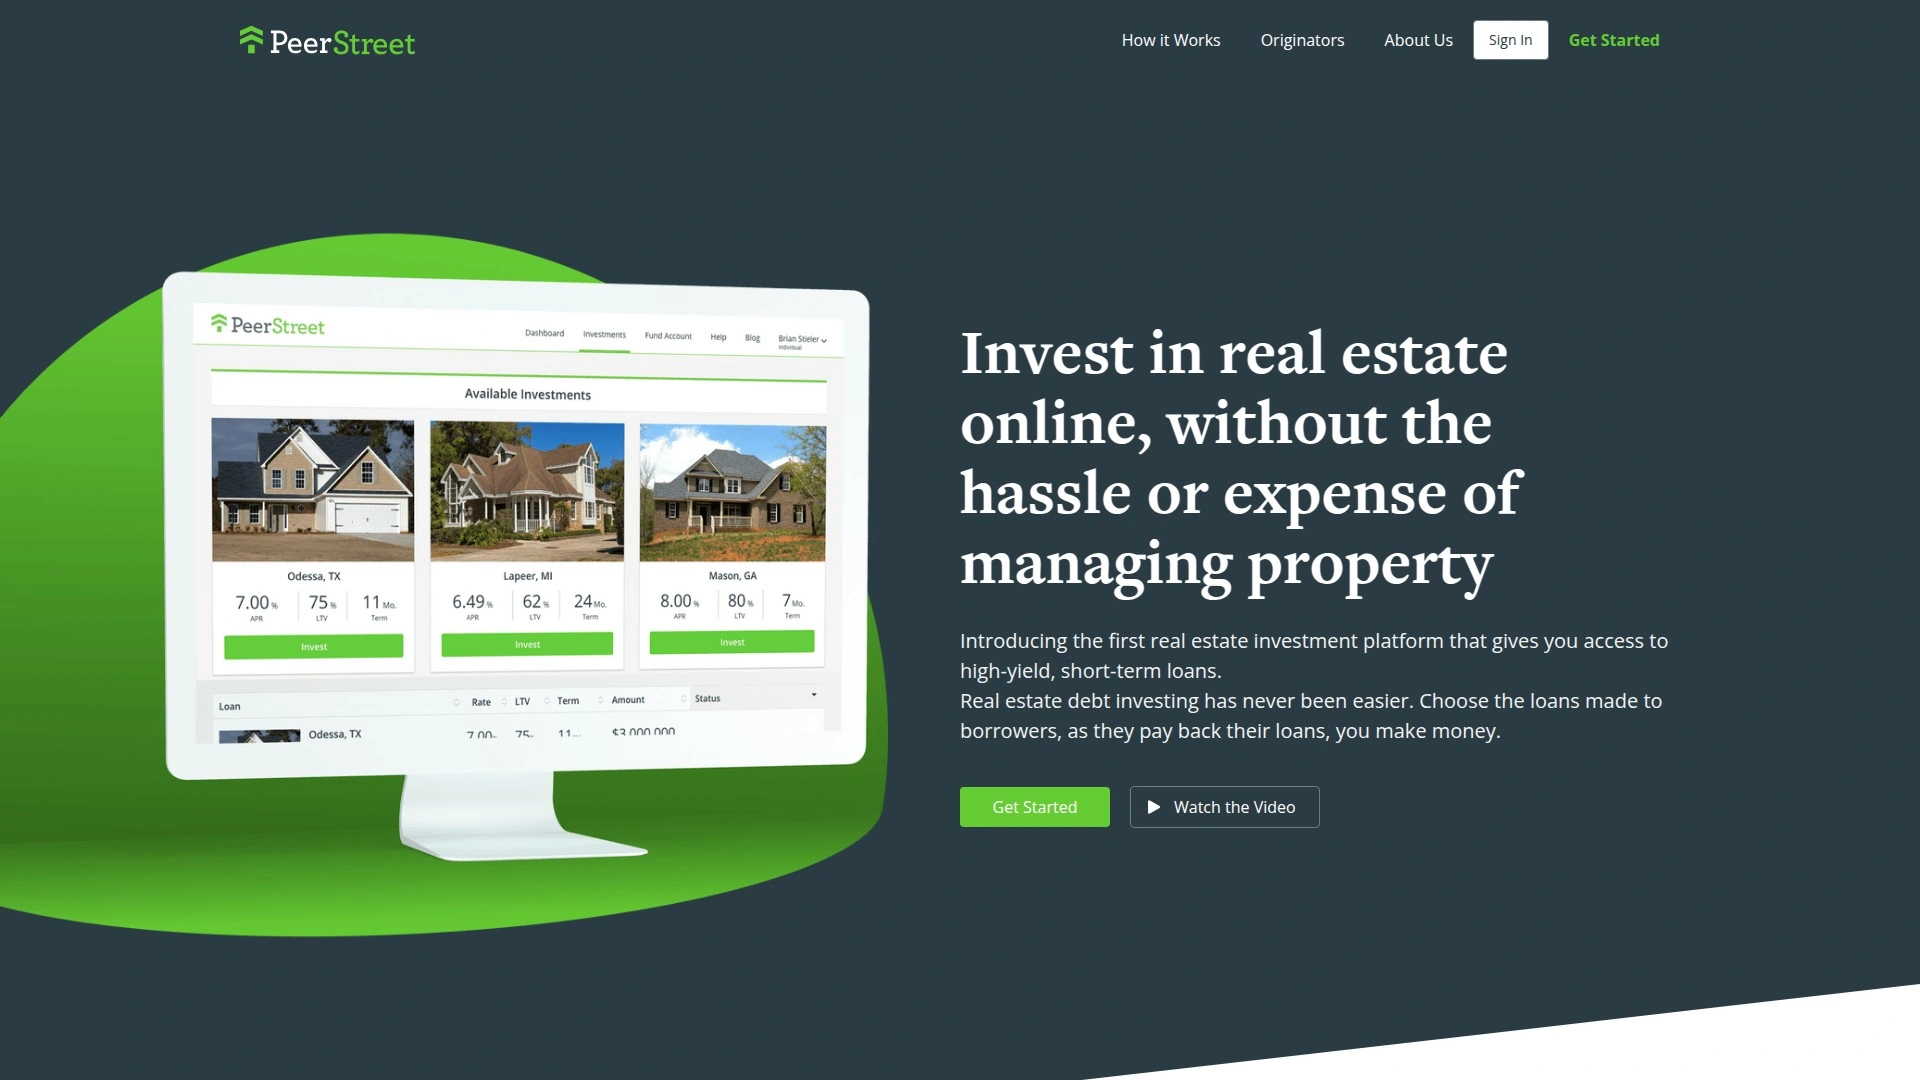 PeerStreet
How it Works
Originators
About Us
Sign In
Get Started
PeerStreet
Dashboard
Investments
Fund Account
Help
Blog
Brian Stieler
Individual
Available Investments
Odessa, TX
7.00 %
APR
75 %
LTV
11 Mo.
Term
Invest
Lapeer, MI
6.49 %
APR
62 %
LTV
24 Mo.
Term
Invest
Mason, GA
8.00 %
APR
80 %
LTV
7 Mo.
Term
Invest
Loan
Rate
LTV
Term
Amount
Status
Odessa, TX
7.00
75
11
$3,000,000
Invest in real estate
online, without the
hassle or expense of
managing property
Introducing the first real estate investment platform that gives you access to
high-yield, short-term loans.
Real estate debt investing has never been easier. Choose the loans made to
borrowers, as they pay back their loans, you make money.
Get Started
Watch the Video